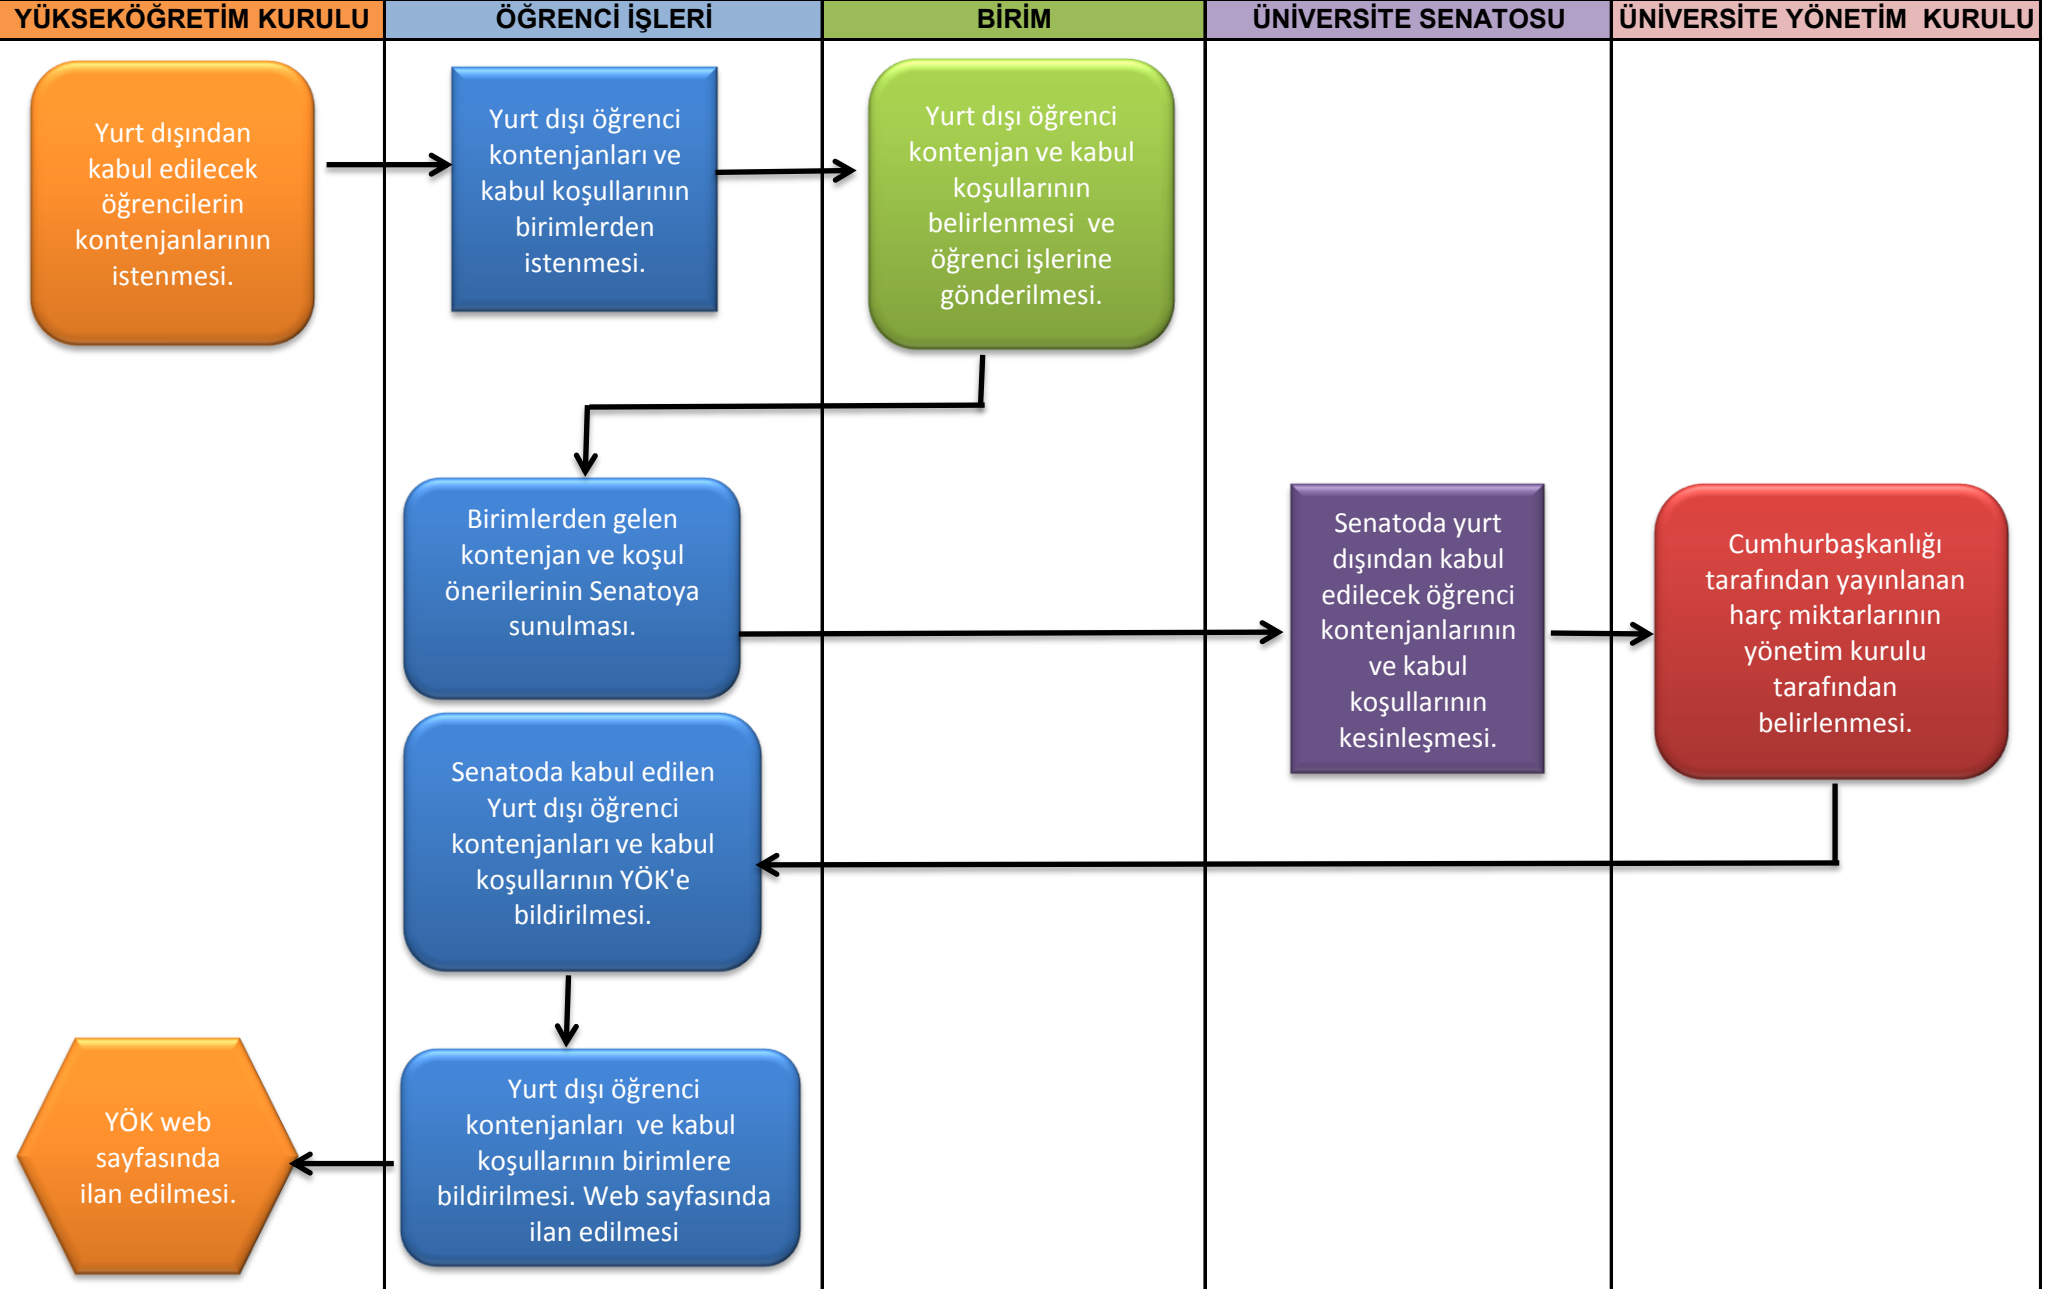 YÜKSEKÖĞRETİM KURULU
ÖĞRENCİ İŞLERİ
BİRİM
ÜNİVERSİTE SENATOSU
ÜNİVERSİTE YÖNETİM  KURULU
Yurt dışından
kabul edilecek
öğrencilerin
kontenjanlarının
istenmesi.
Yurt dışı öğrenci
kontenjanları ve
kabul koşullarının
birimlerden
istenmesi.
Yurt dışı öğrenci
kontenjan ve kabul
koşullarının
belirlenmesi  ve
öğrenci işlerine
gönderilmesi.
Birimlerden gelen
kontenjan ve koşul
önerilerinin Senatoya
sunulması.
Senatoda yurt
dışından kabul
edilecek öğrenci
kontenjanlarının
ve kabul
koşullarının
kesinleşmesi.
Cumhurbaşkanlığı
tarafından yayınlanan
harç miktarlarının
yönetim kurulu
tarafından
belirlenmesi.
Senatoda kabul edilen
Yurt dışı öğrenci
kontenjanları ve kabul
koşullarının YÖK'e
bildirilmesi.
Yurt dışı öğrenci
kontenjanları  ve kabul
koşullarının birimlere
bildirilmesi. Web sayfasında
ilan edilmesi
YÖK web
sayfasında
ilan edilmesi.